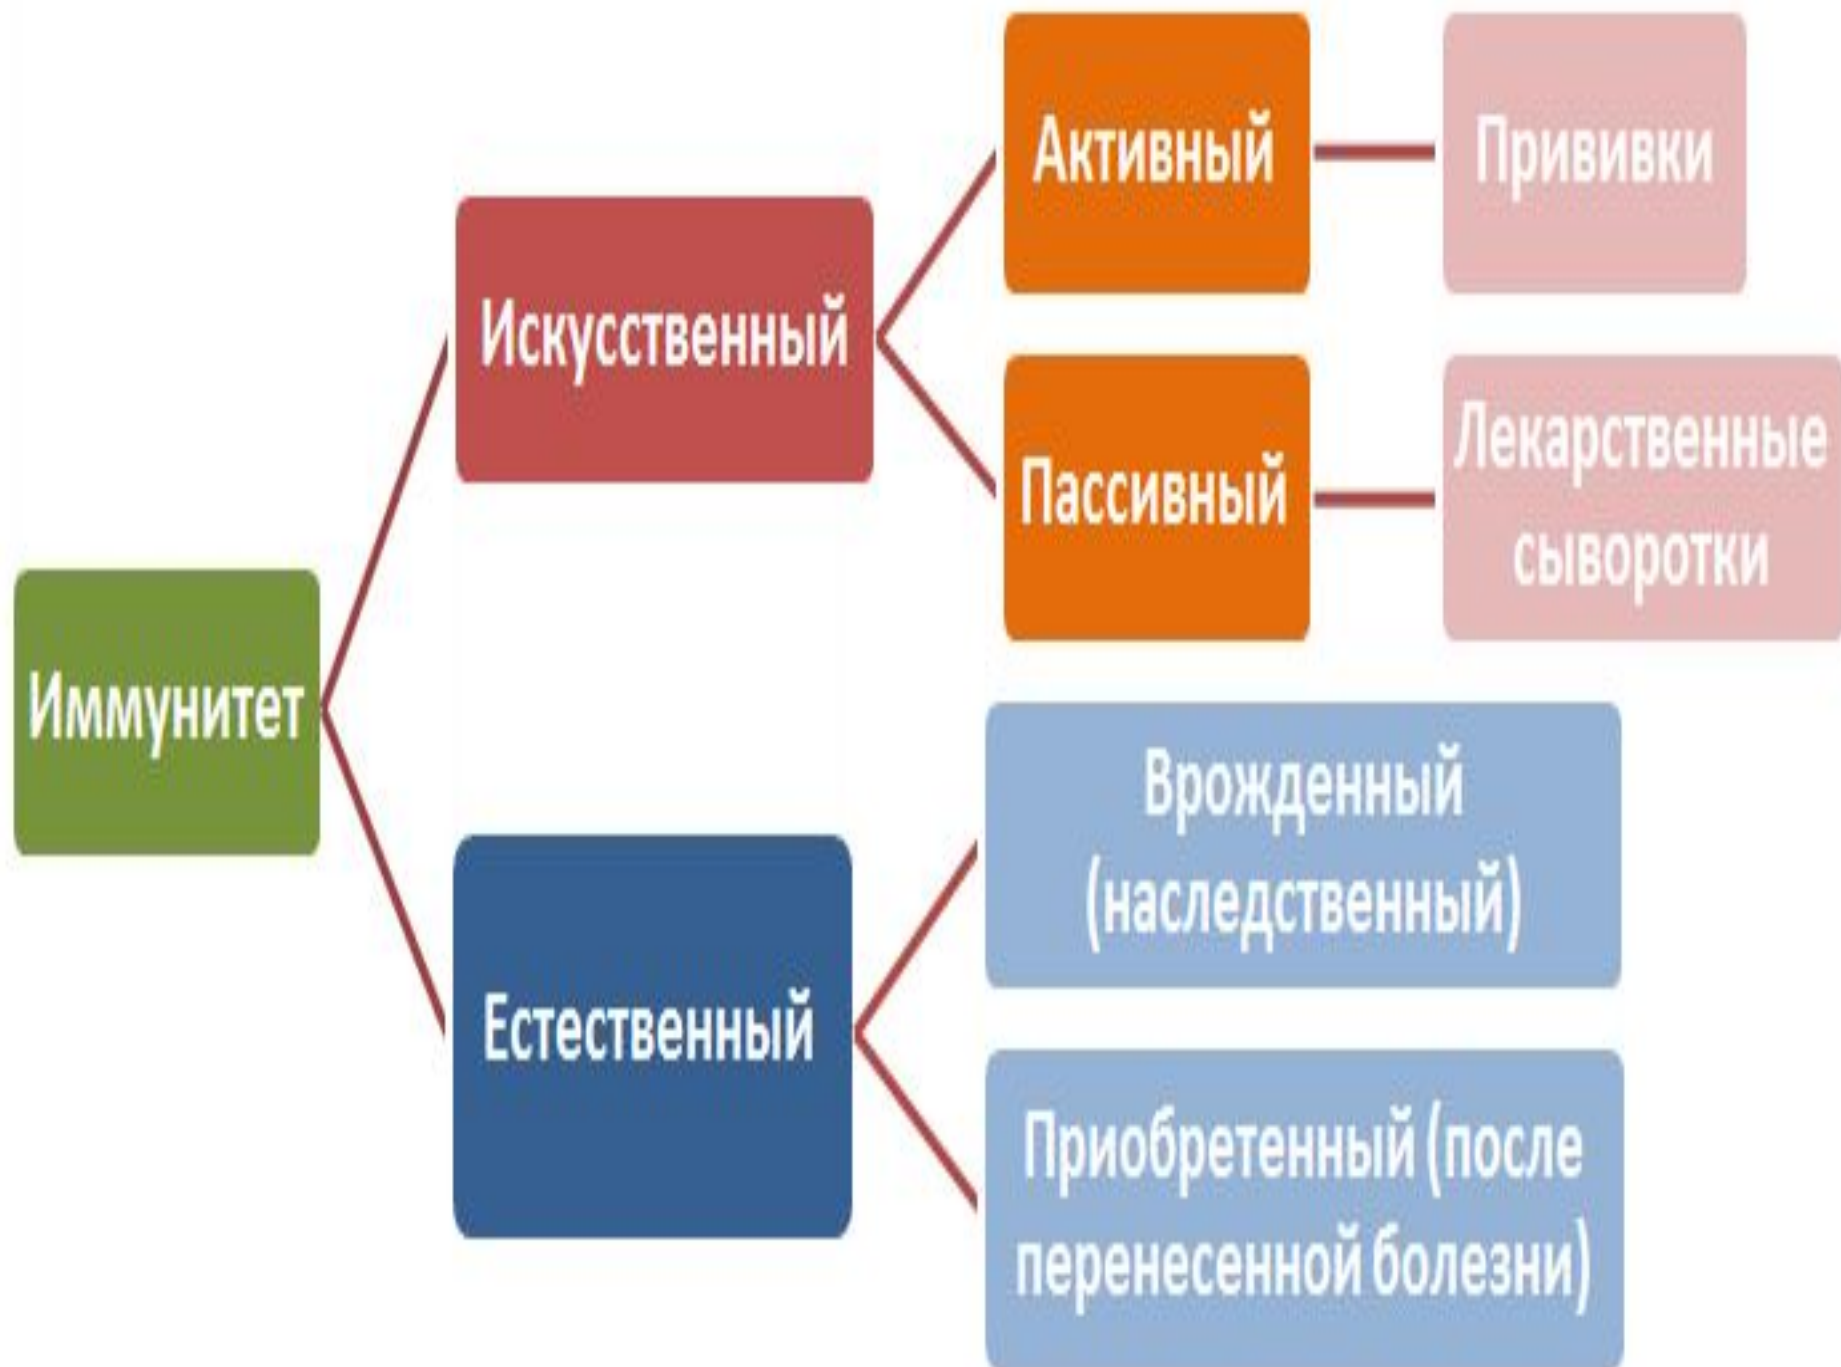 Иммунитет
Искусственный
Активный
Прививки
Пассивный
Лекарственные
сыворотки
Естественный
Врожденный
(наследственный)
Приобретенный (после
перенесенной болезни)